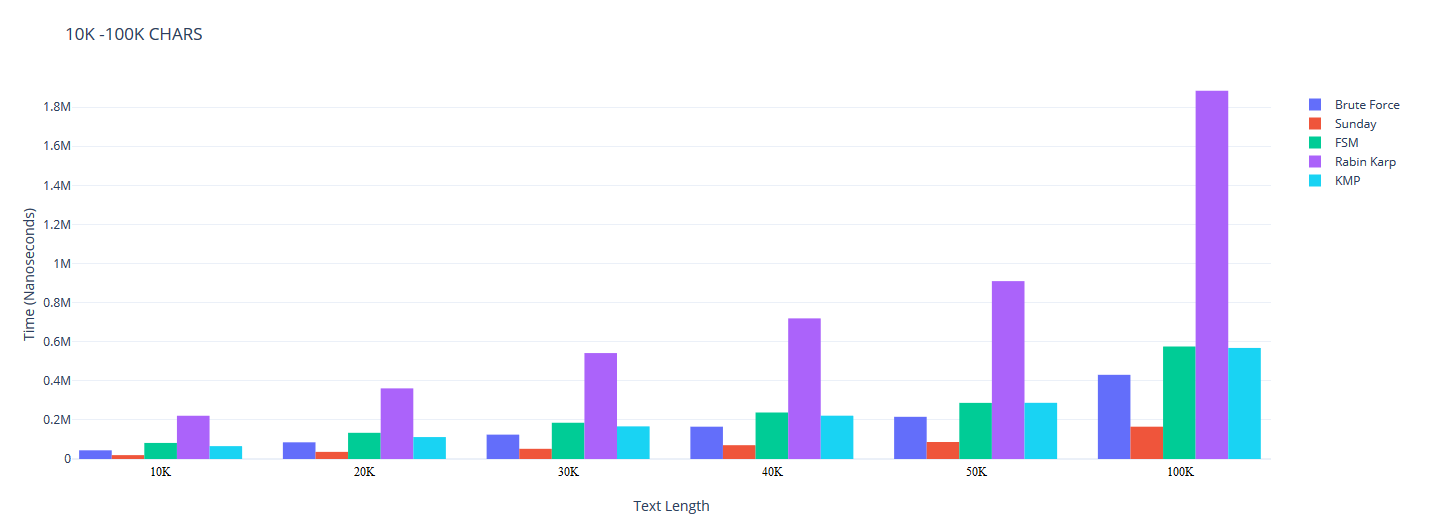 10K -100K CHARS
1.8M
1.6M
1.4M
1.2M
1M
0.8M
0.6M
0.4M
0.2M
0
Time (Nanoseconds)
10K
20K
30K
40K
50K
100K
Text Length
Brute Force
Sunday
FSM
Rabin Karp
KMP